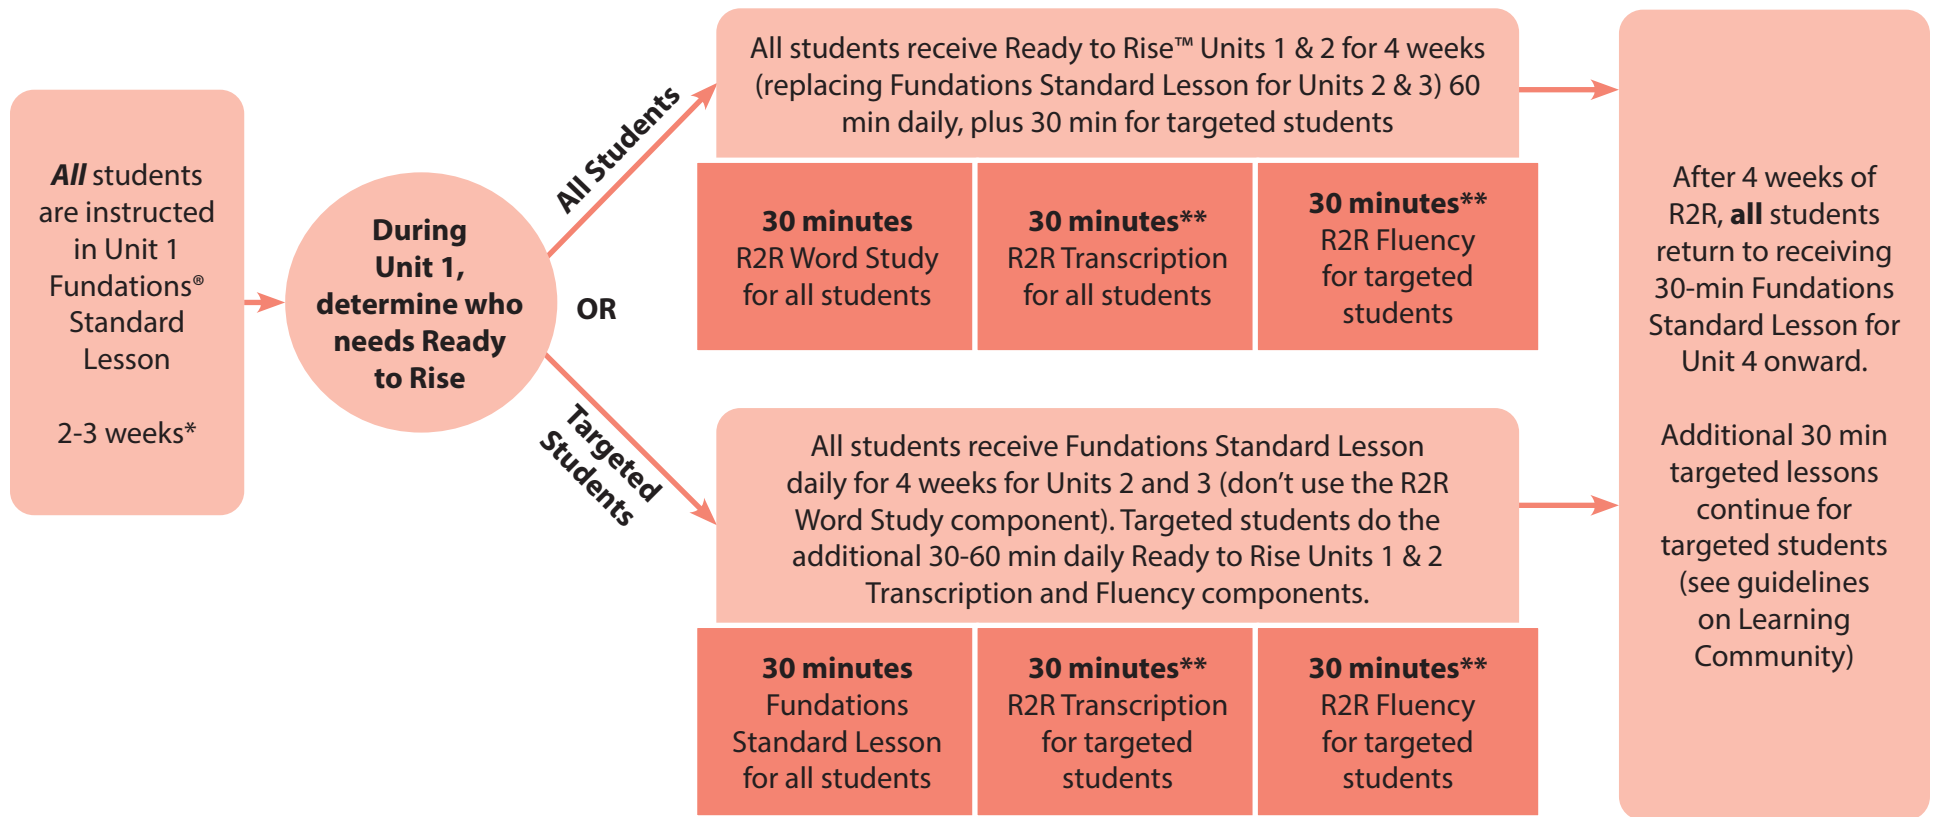 All students
are instructed
in Unit 1
Fundations®
Standard
Lesson
2-3 weeks*
During
Unit 1,
determine who
needs Ready
to Rise
All Students
OR
Targeted
Students
All students receive Ready to Rise™ Units 1 & 2 for 4 weeks
(replacing Fundations Standard Lesson for Units 2 & 3) 60
min daily, plus 30 min for targeted students
30 minutes
R2R Word Study
for all students
30 minutes**
R2R Transcription
for all students
30 minutes**
R2R Fluency
for targeted
students
All students receive Fundations Standard Lesson
daily for 4 weeks for Units 2 and 3 (don’t use the R2R
Word Study component). Targeted students do the
additional 30-60 min daily Ready to Rise Units 1 & 2
Transcription and Fluency components.
30 minutes
Fundations
Standard Lesson
for all students
30 minutes**
R2R Transcription
for targeted
students
30 minutes**
R2R Fluency
for targeted
students
After 4 weeks of
R2R, all students
return to receiving
30-min Fundations
Standard Lesson for
Unit 4 onward.
Additional 30 min
targeted lessons
continue for
targeted students
(see guidelines
on Learning
Community)